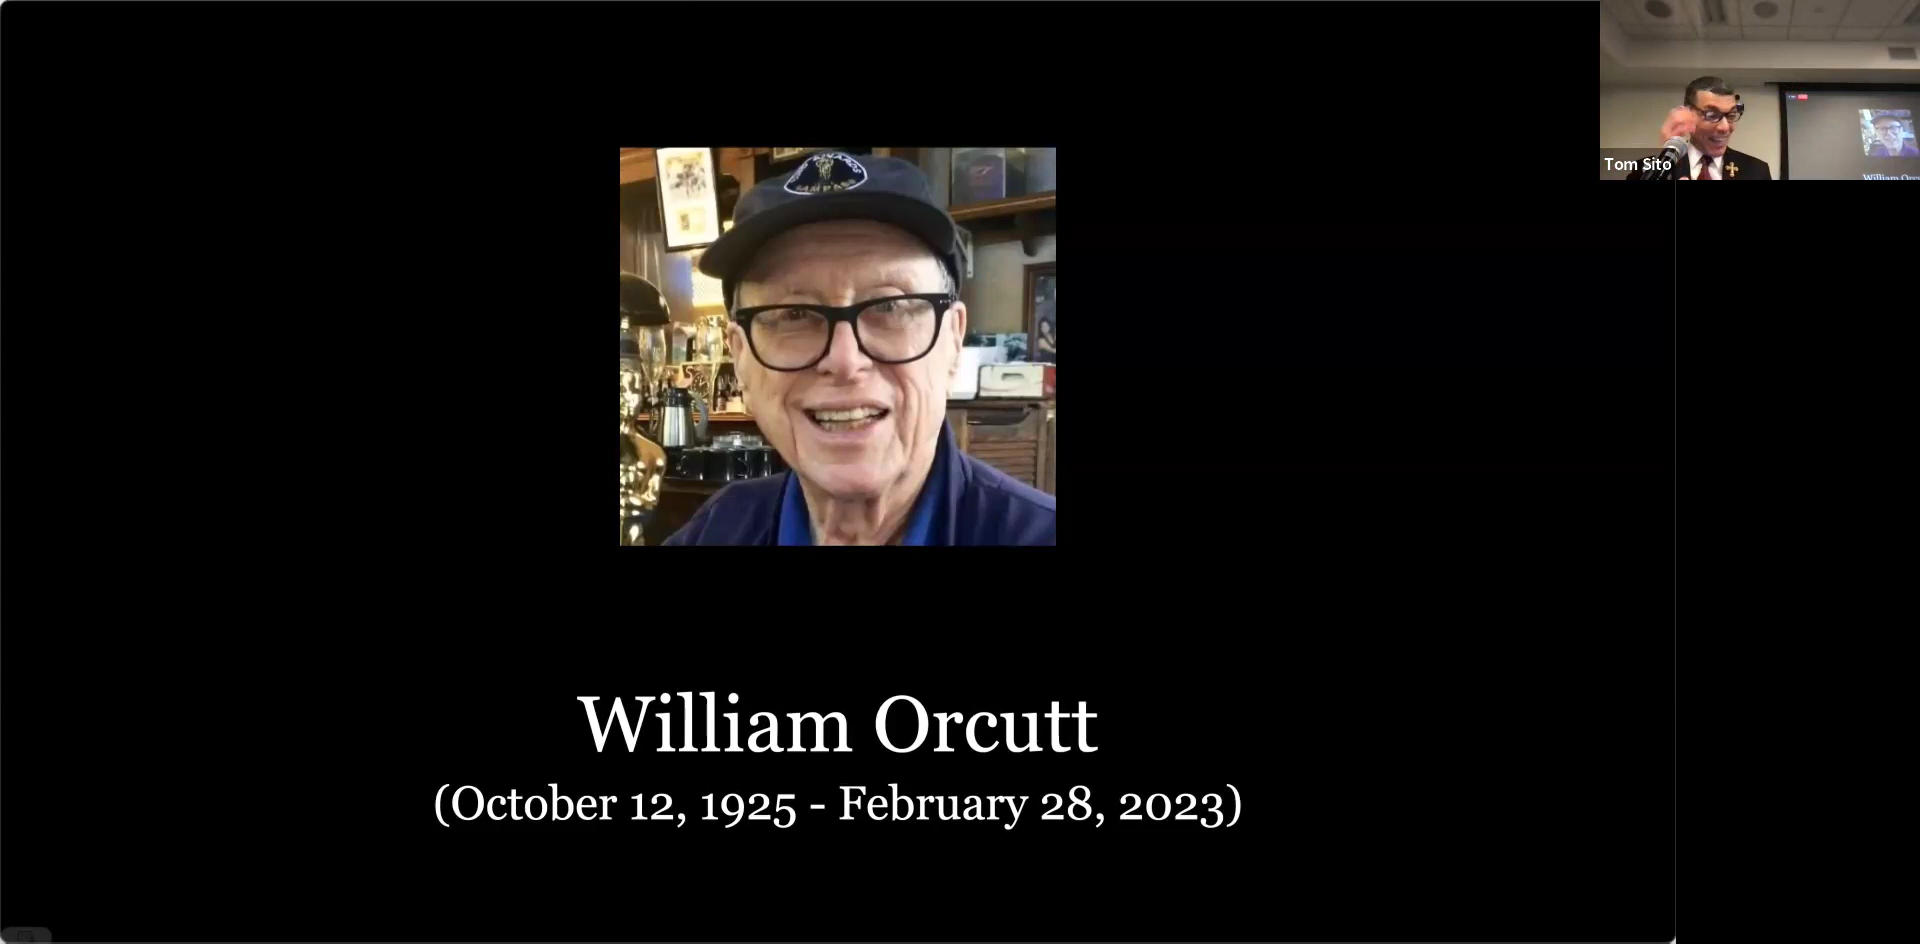 William Orcutt
(October 12, 1925 - February 28, 2023)
Tom Sito